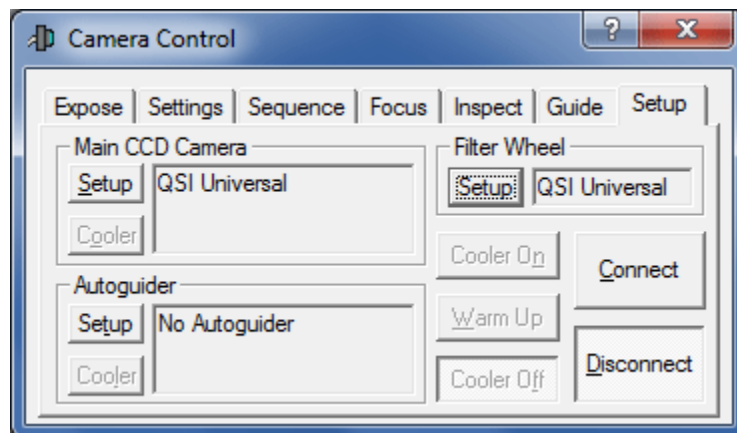 Camera Control
?
X
Expose Settings Sequence Focus Inspect Guide Setup
Main CCD Camera
Setup
QSI Universal
Cooler
Autoguider
Setup
No Autoguider
Cooler
Filter Wheel
Setup
QSI Universal
Cooler On
Warm Up
Cooler Off
Connect
Disconnect